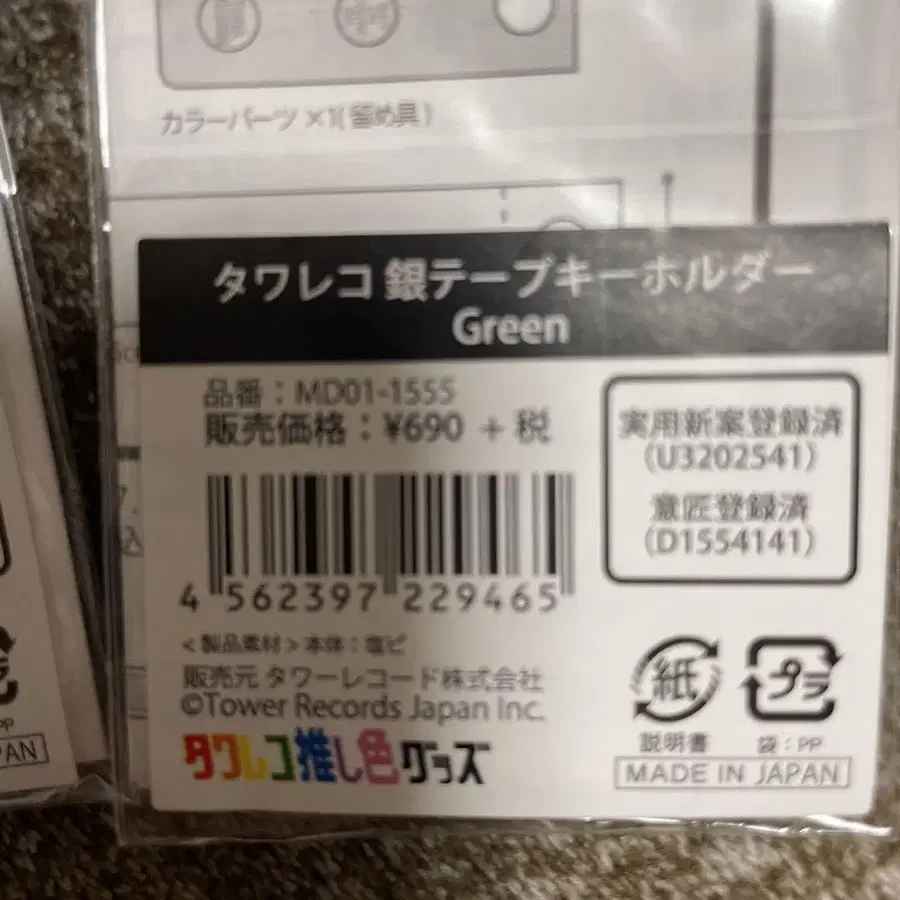 カラーパーツ ×1(留め具)
タワレコ 銀テープキーホルダー
Green
品番：MD01-1555
販売価格：¥690 + 税
実用新案登録済
(U3202541)
意匠登録済
(D1554141)
4 562397 229465
<製品素材>本体：塩ビ
販売元 タワーレコード株式会社
©Tower Records Japan Inc.
タワレコ推し色グッズ
紙
プラ
説明書
袋：PP
MADE IN JAPAN
PP
PAN